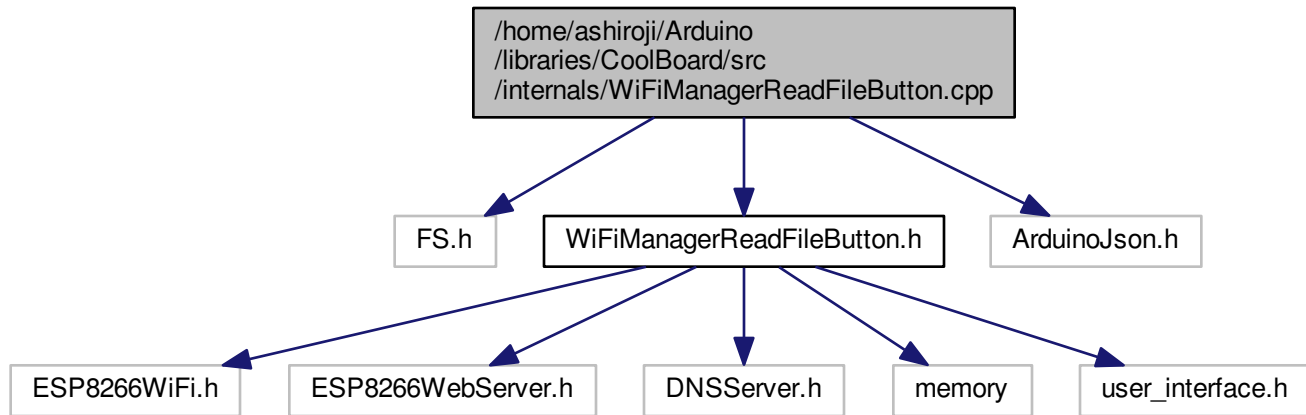 /home/ashiroji/Arduino
/libraries/CoolBoard/src
/internals/WiFiManagerReadFileButton.cpp
FS.h
WiFiManagerReadFileButton.h
ArduinoJson.h
ESP8266WiFi.h
ESP8266WebServer.h
DNSServer.h
memory
user_interface.h